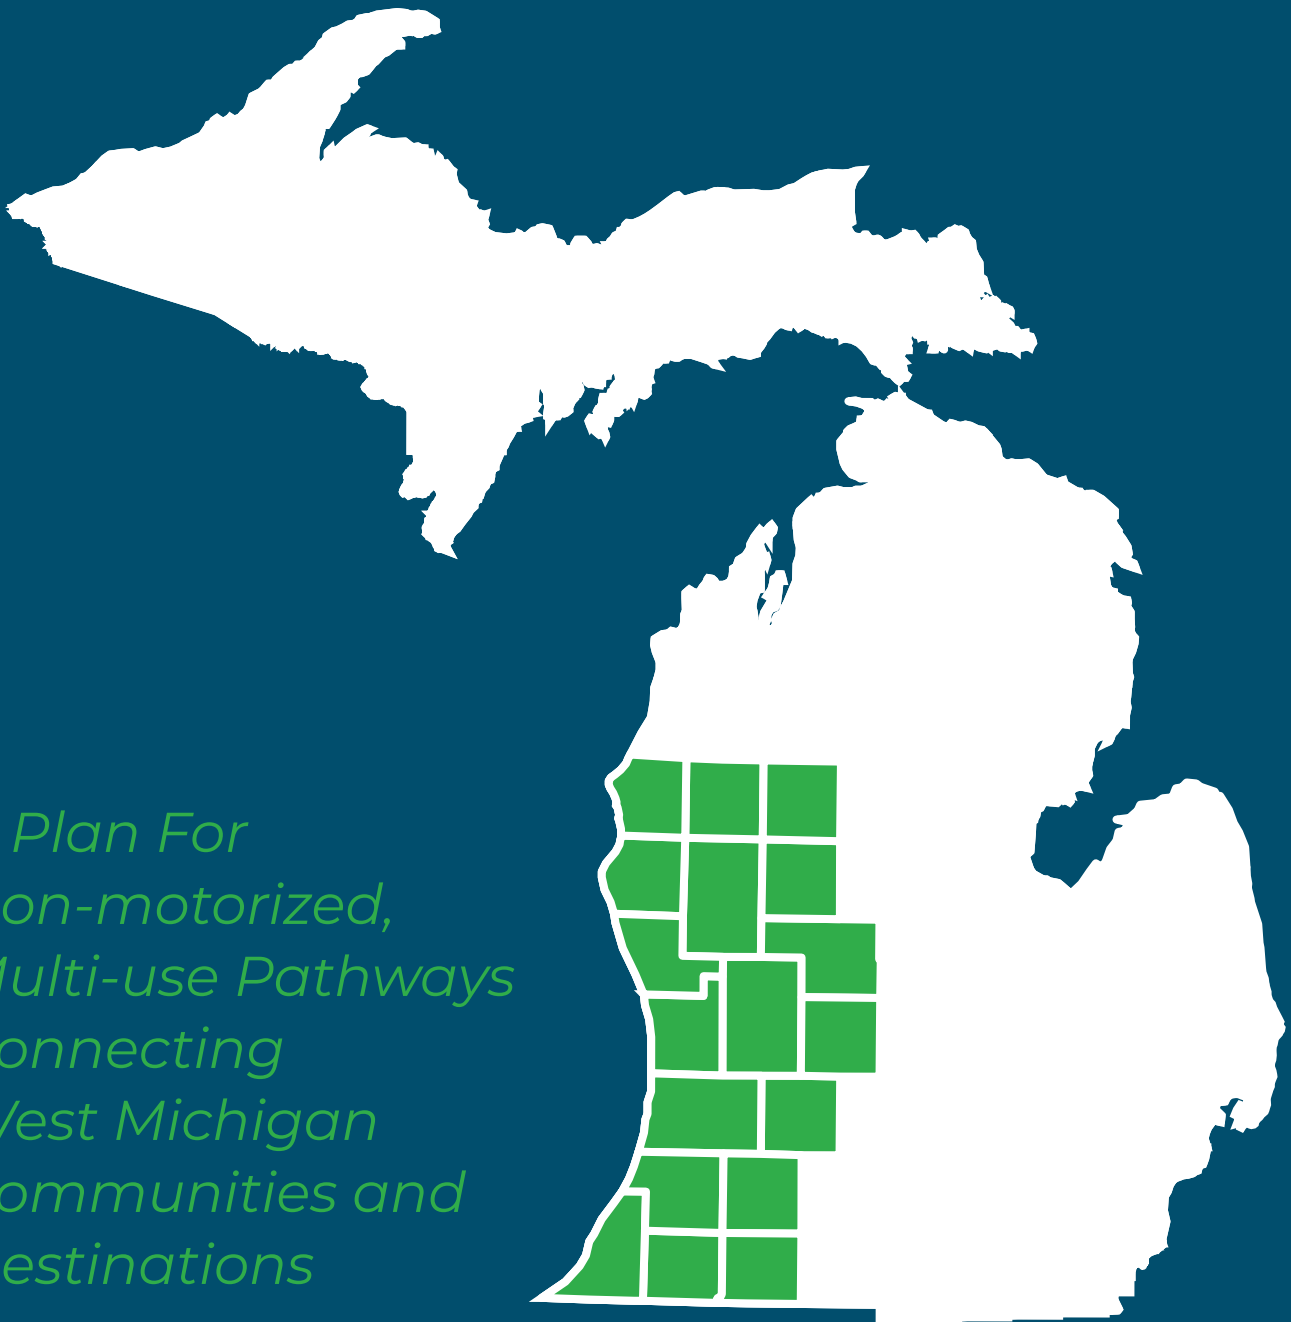 Plan For
on-motorized,
ulti-use Pathways
onnecting
est Michigan
ommunities and
estinations